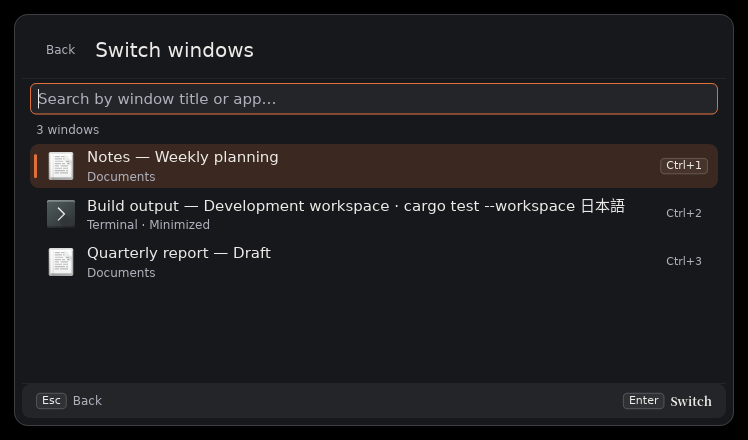 Back Switch windows
Search by window title or app…
3 windows
Notes — Weekly planning
Documents
Ctrl+1
Build output — Development workspace · cargo test --workspace 日本語
Terminal · Minimized
Ctrl+2
Quarterly report — Draft
Documents
Ctrl+3
Esc Back
Enter Switch